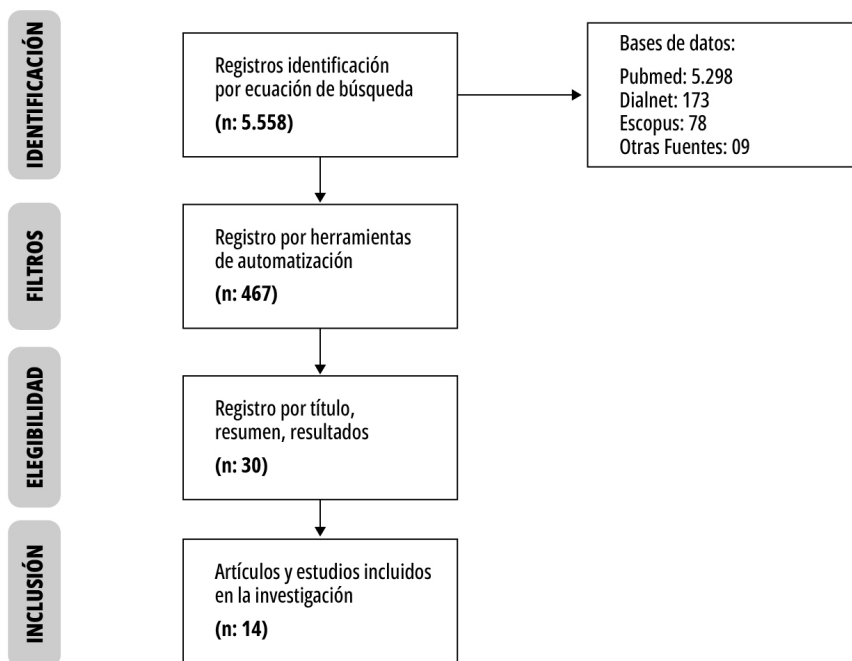 IDENTIFICACIÓN
Registros identificación
por ecuación de búsqueda
(n: 5.558)
Bases de datos:
Pubmed: 5.298
Dialnet: 173
Escopus: 78
Otras Fuentes: 09
FILTROS
Registro por herramientas
de automatización
(n: 467)
ELEGIBILIDAD
Registro por título,
resumen, resultados
(n: 30)
INCLUSIÓN
Artículos y estudios incluidos
en la investigación
(n: 14)